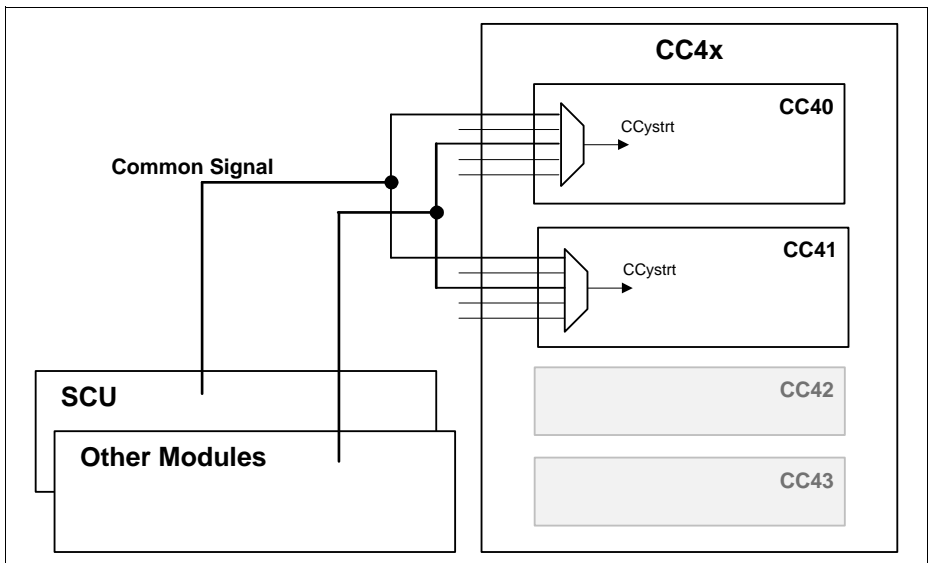 CC4x
CC40
CCystrt
Common Signal
CC41
CCystrt
SCU
CC42
Other Modules
CC43